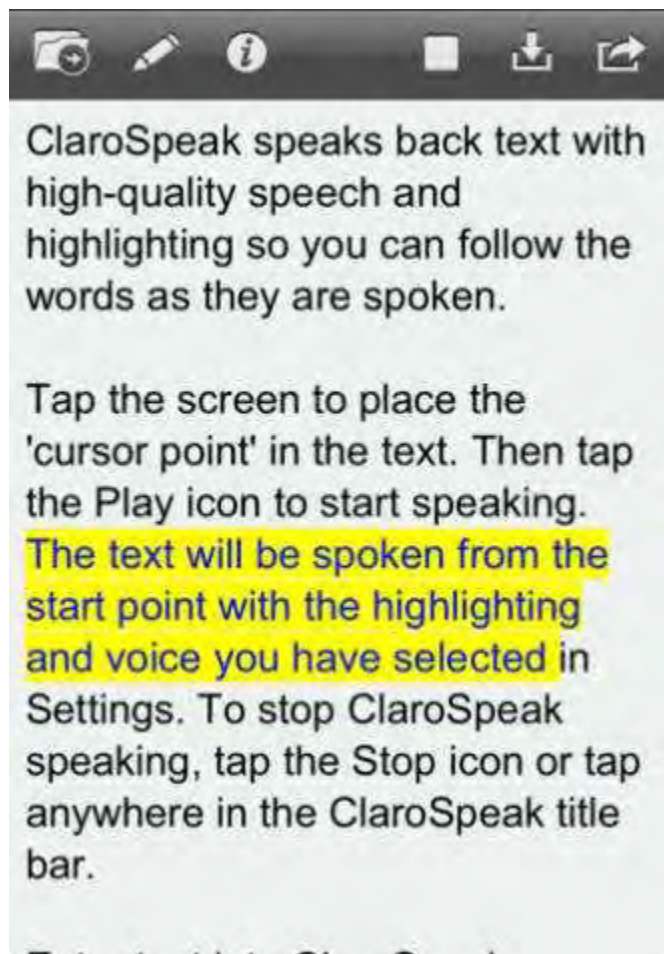 ClaroSpeak speaks back text with
high-quality speech and
highlighting so you can follow the
words as they are spoken.
Tap the screen to place the
'cursor point' in the text. Then tap
the Play icon to start speaking.
The text will be spoken from the
start point with the highlighting
and voice you have selected in
Settings. To stop ClaroSpeak
speaking, tap the Stop icon or tap
anywhere in the ClaroSpeak title
bar.